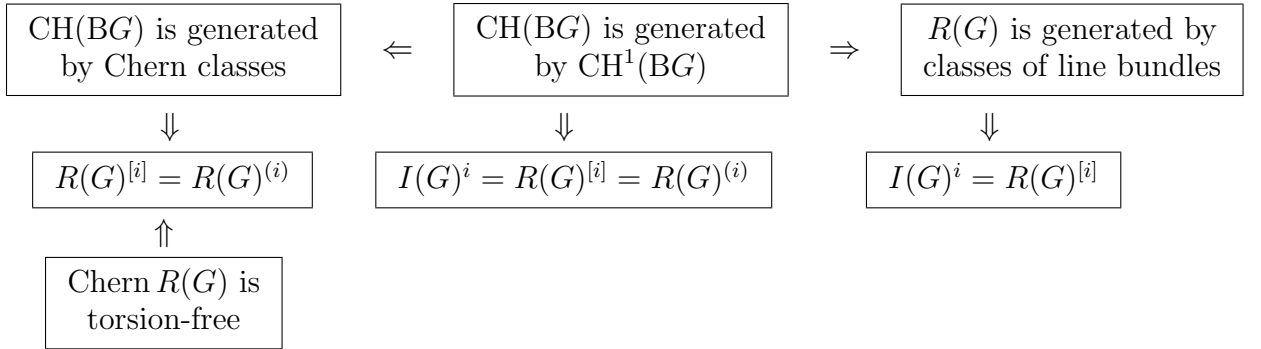 CH(BG) is generated
by Chern classes
⇐
CH(BG) is generated
by CH¹(BG)
⇒
R(G) is generated by
classes of line bundles
⇓ ⇓ ⇓
R(G)^{[i]} = R(G)^{(i)}
I(G)^i = R(G)^{[i]} = R(G)^{(i)}
I(G)^i = R(G)^{[i]}
⇑
Chern R(G) is
torsion-free